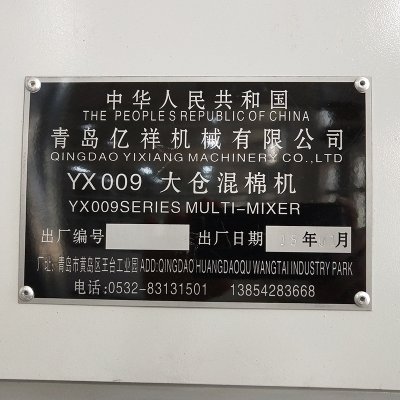 中华人民共和国
THE PEOPLE'S REPUBLIC OF CHINA
青岛亿祥机械有限公司
QINGDAO YIXIANG MACHINERY CO.,LTD
YX009 大仓混棉机
YX009SERIES MULTI-MIXER
出厂编号 出厂日期 年 月
厂址:青岛市黄岛区王台工业园 ADD:QINGDAO HUANGDAOQU WANGTAI INDUSTRY PARK
电话:0532-83131501 13854283668